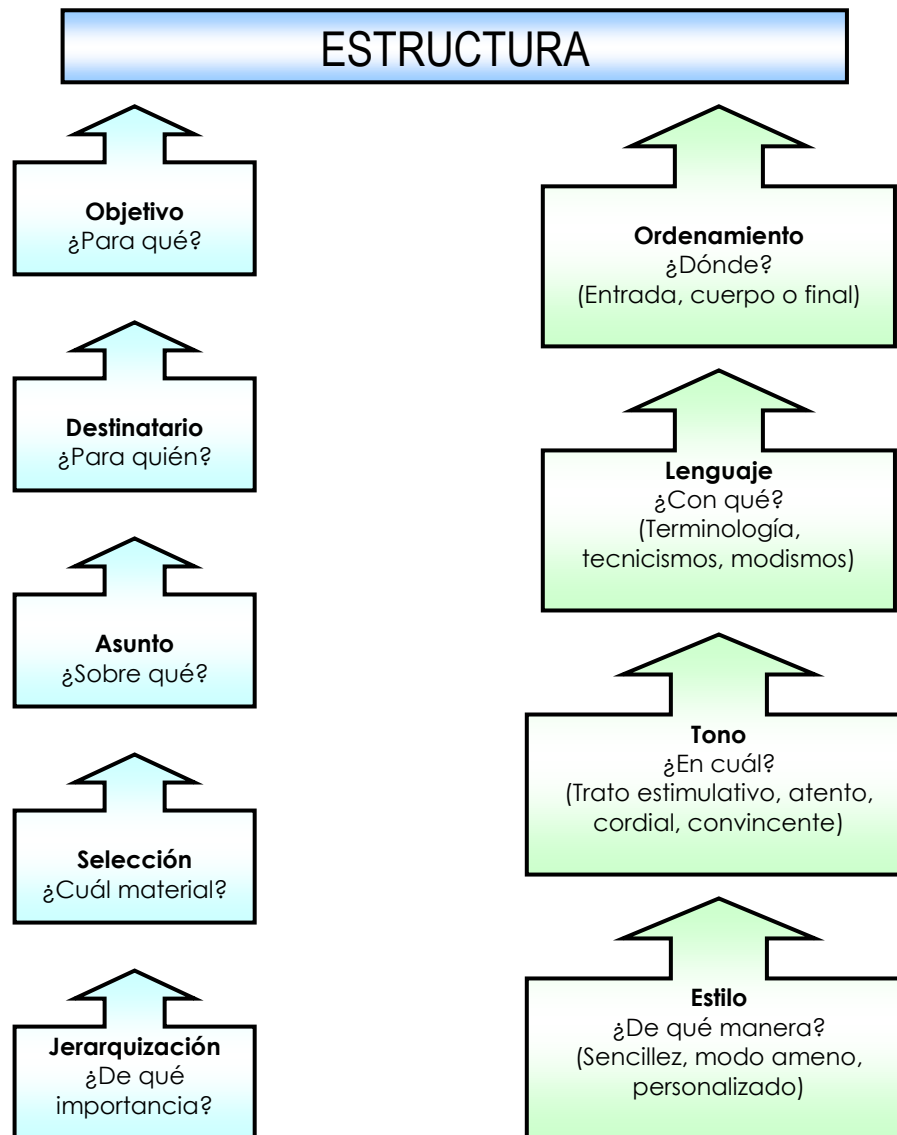 ESTRUCTURA
Objetivo
¿Para qué?
Destinatario
¿Para quién?
Asunto
¿Sobre qué?
Selección
¿Cuál material?
Jerarquización
¿De qué
importancia?
Ordenamiento
¿Dónde?
(Entrada, cuerpo o final)
Lenguaje
¿Con qué?
(Terminología,
tecnicismos, modismos)
Tono
¿En cuál?
(Trato estimulativo, atento,
cordial, convincente)
Estilo
¿De qué manera?
(Sencillez, modo ameno,
personalizado)